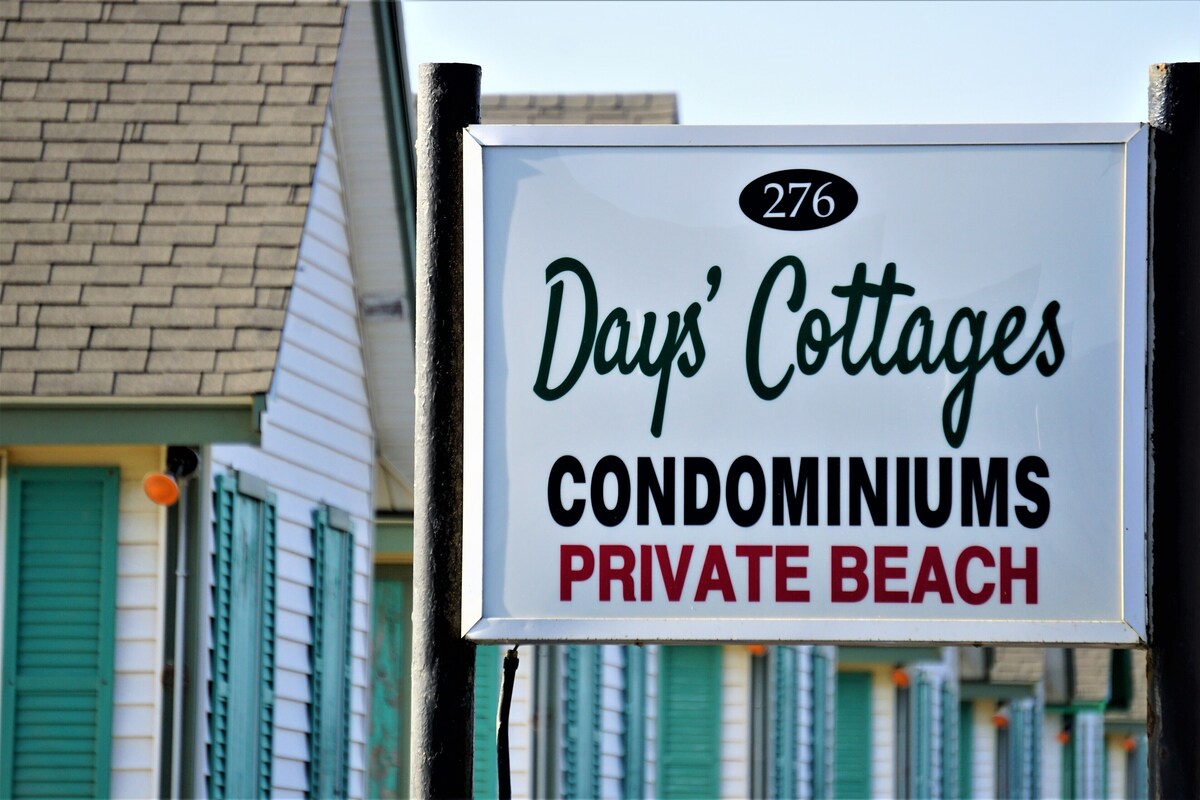 276
Days' Cottages
CONDOMINIUMS
PRIVATE BEACH